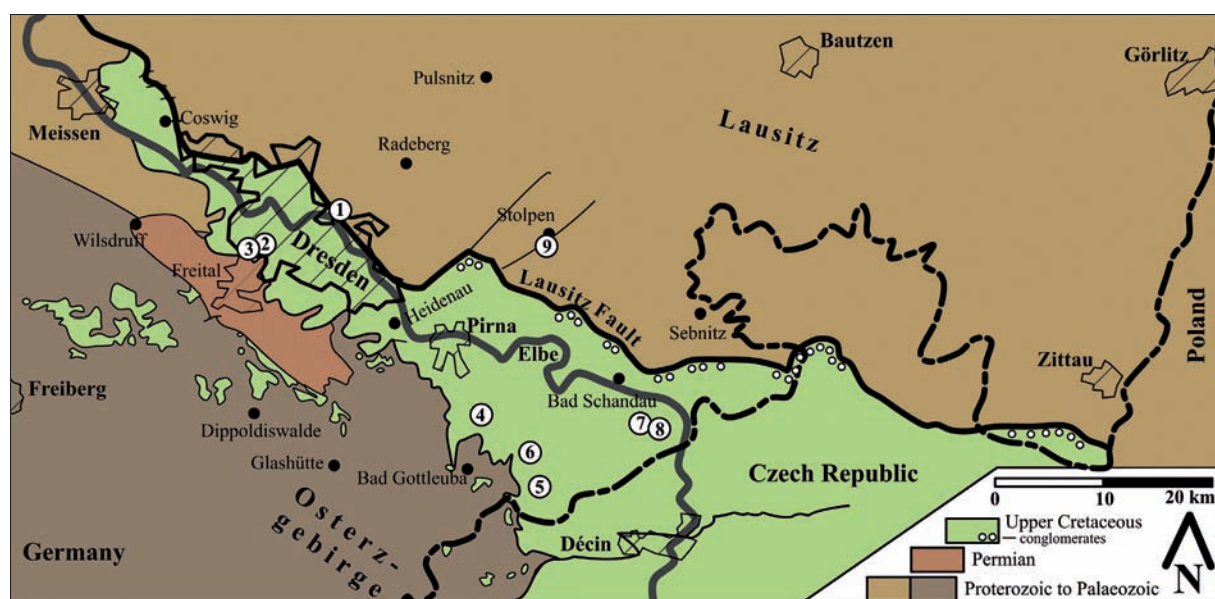 Bautzen
Görlitz
Pulsnitz
Meissen
Coswig
Lausitz
Radeberg
Stolpen
1
9
Wilsdruff
3
2
Dresden
Freital
Lausitz Fault
Heidenau
Sebnitz
Poland
Pirna
Elbe
Zittau
Freiberg
Bad Schandau
4
7
8
Dippoldiswalde
6
Glashütte
Bad Gottleuba
5
Czech Republic
0 10 20 km
Osterz-
gebirge
Upper Cretaceous
conglomerates
Germany
Décin
Permian
Proterozoic to Palaeozoic
N